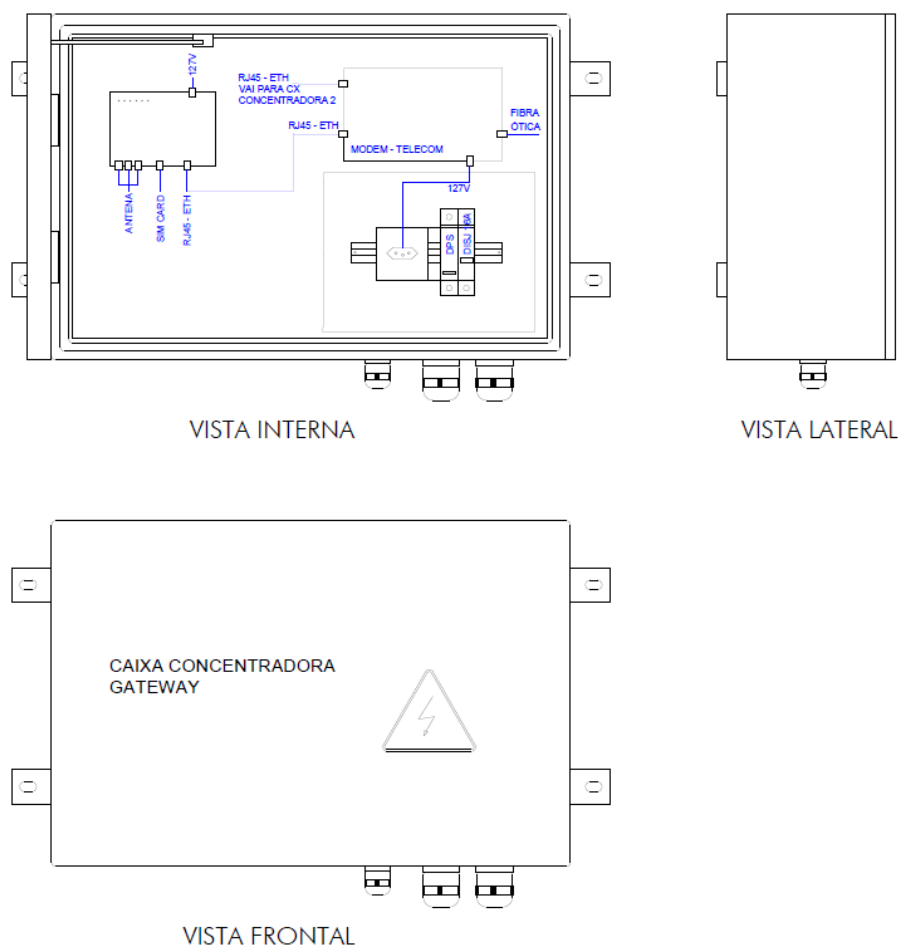 127V
RJ45 - ETH
VAI PARA CX
CONCENTRADORA 2
RJ45 - ETH
FIBRA
ÓTICA
MODEM - TELECOM
127V
ANTENA
SIM CARD
RJ45 - ETH
DPS
DISJ 16A
VISTA INTERNA
VISTA LATERAL
CAIXA CONCENTRADORA
GATEWAY
VISTA FRONTAL